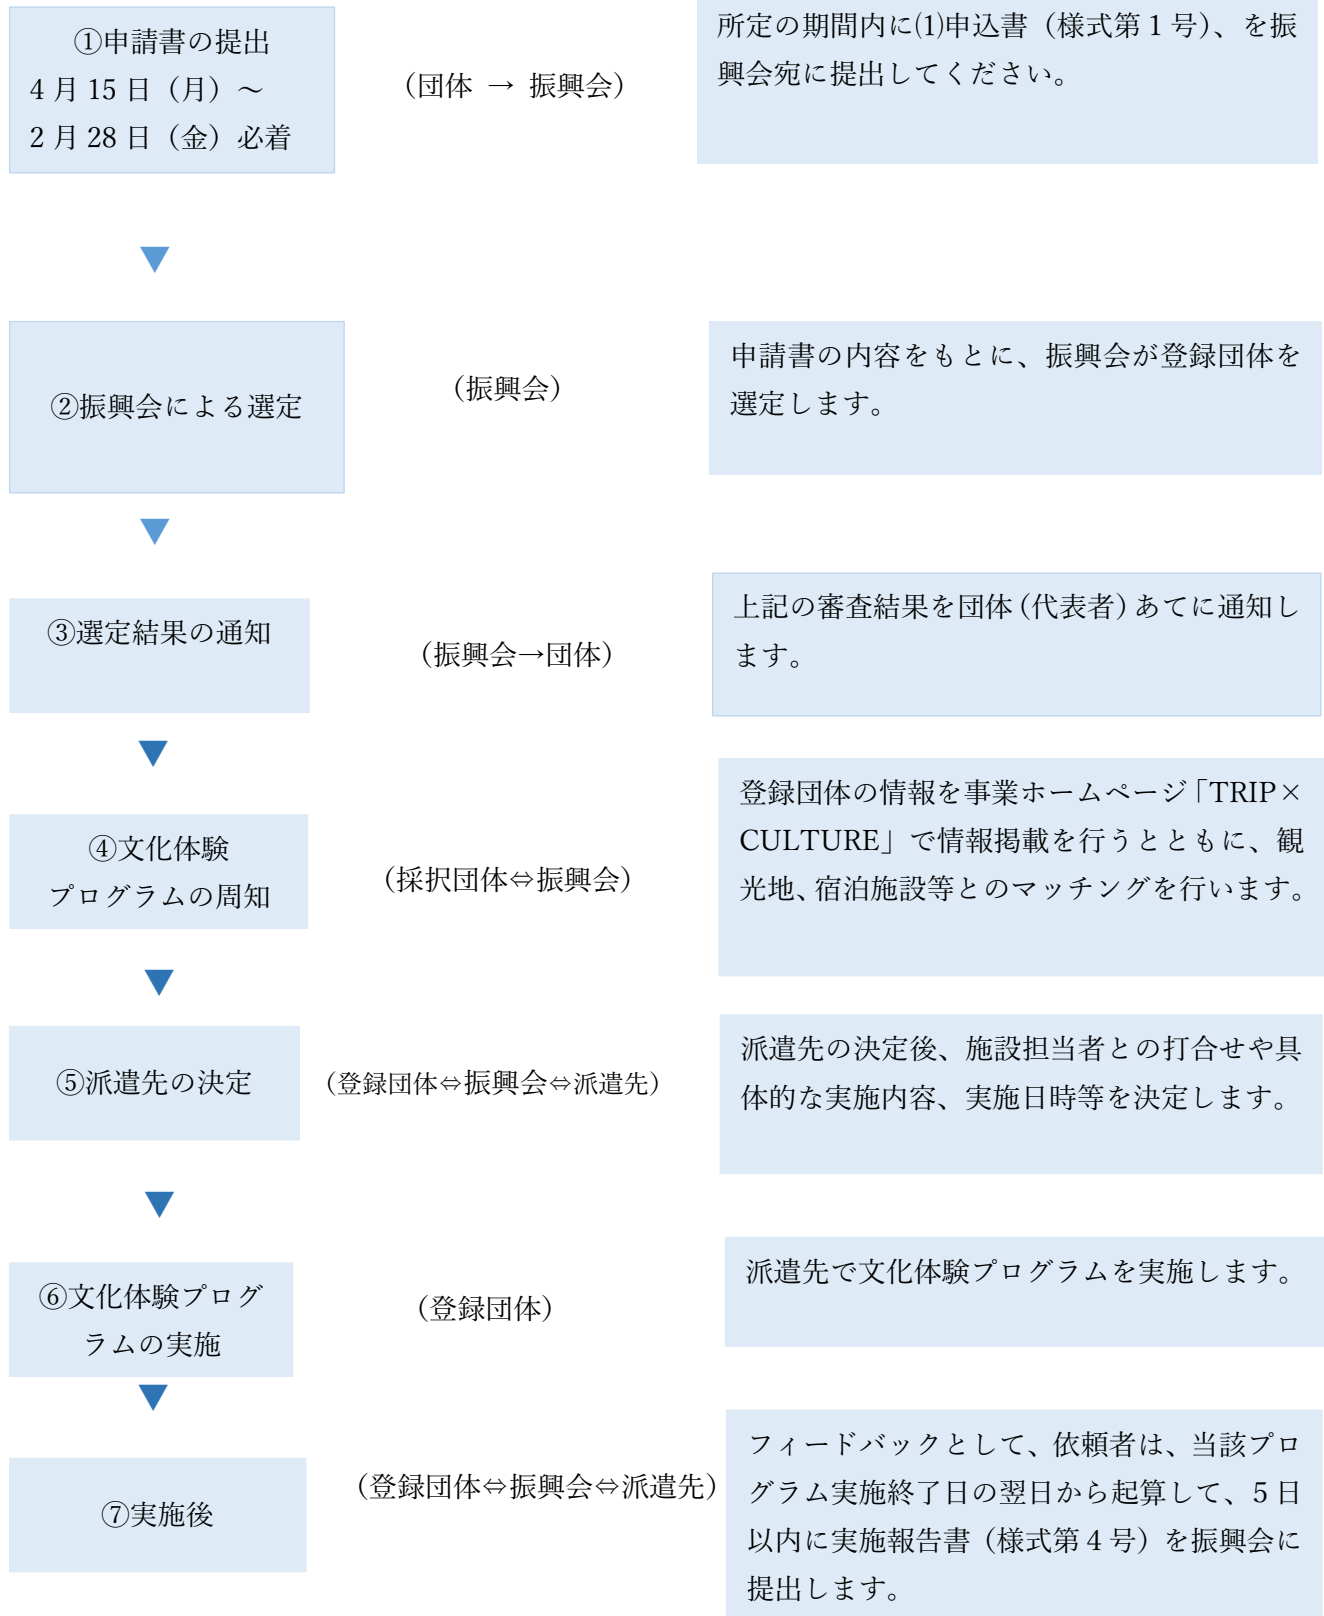 ①申請書の提出
4月15日（月）～
2月28日（金）必着
（団体 → 振興会）
所定の期間内に⑴申込書（様式第１号）、を振
興会宛に提出してください。
▼
②振興会による選定
（振興会）
申請書の内容をもとに、振興会が登録団体を
選定します。
▼
③選定結果の通知
（振興会→団体）
上記の審査結果を団体（代表者）あてに通知し
ます。
▼
④文化体験
プログラムの周知
（採択団体⇔振興会）
登録団体の情報を事業ホームページ「TRIP×
CULTURE」で情報掲載を行うとともに、観
光地、宿泊施設等とのマッチングを行います。
▼
⑤派遣先の決定
（登録団体⇔振興会⇔派遣先）
派遣先の決定後、施設担当者との打合せや具
体的な実施内容、実施日時等を決定します。
▼
⑥文化体験プログ
ラムの実施
（登録団体）
派遣先で文化体験プログラムを実施します。
▼
⑦実施後
（登録団体⇔振興会⇔派遣先）
フィードバックとして、依頼者は、当該プロ
グラム実施終了日の翌日から起算して、5日
以内に実施報告書（様式第４号）を振興会に
提出します。